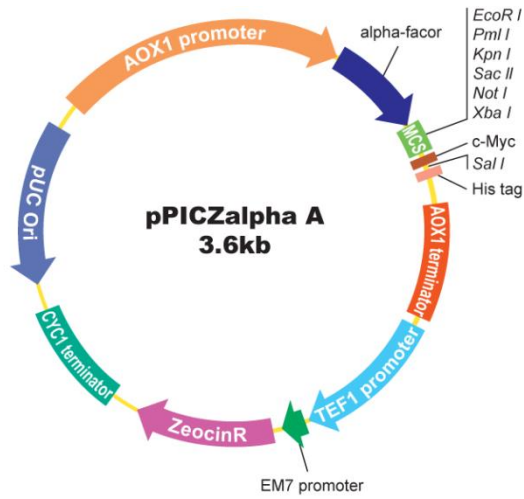 AOX1 promoter
alpha-facor
EcoR I
Pml I
Kpn I
Sac II
Not I
Xba I
MCS
c-Myc
Sal I
His tag
pUC Ori
pPICZalpha A
3.6kb
AOX1 terminator
CYC1 terminator
TEF1 promoter
ZeocinR
EM7 promoter